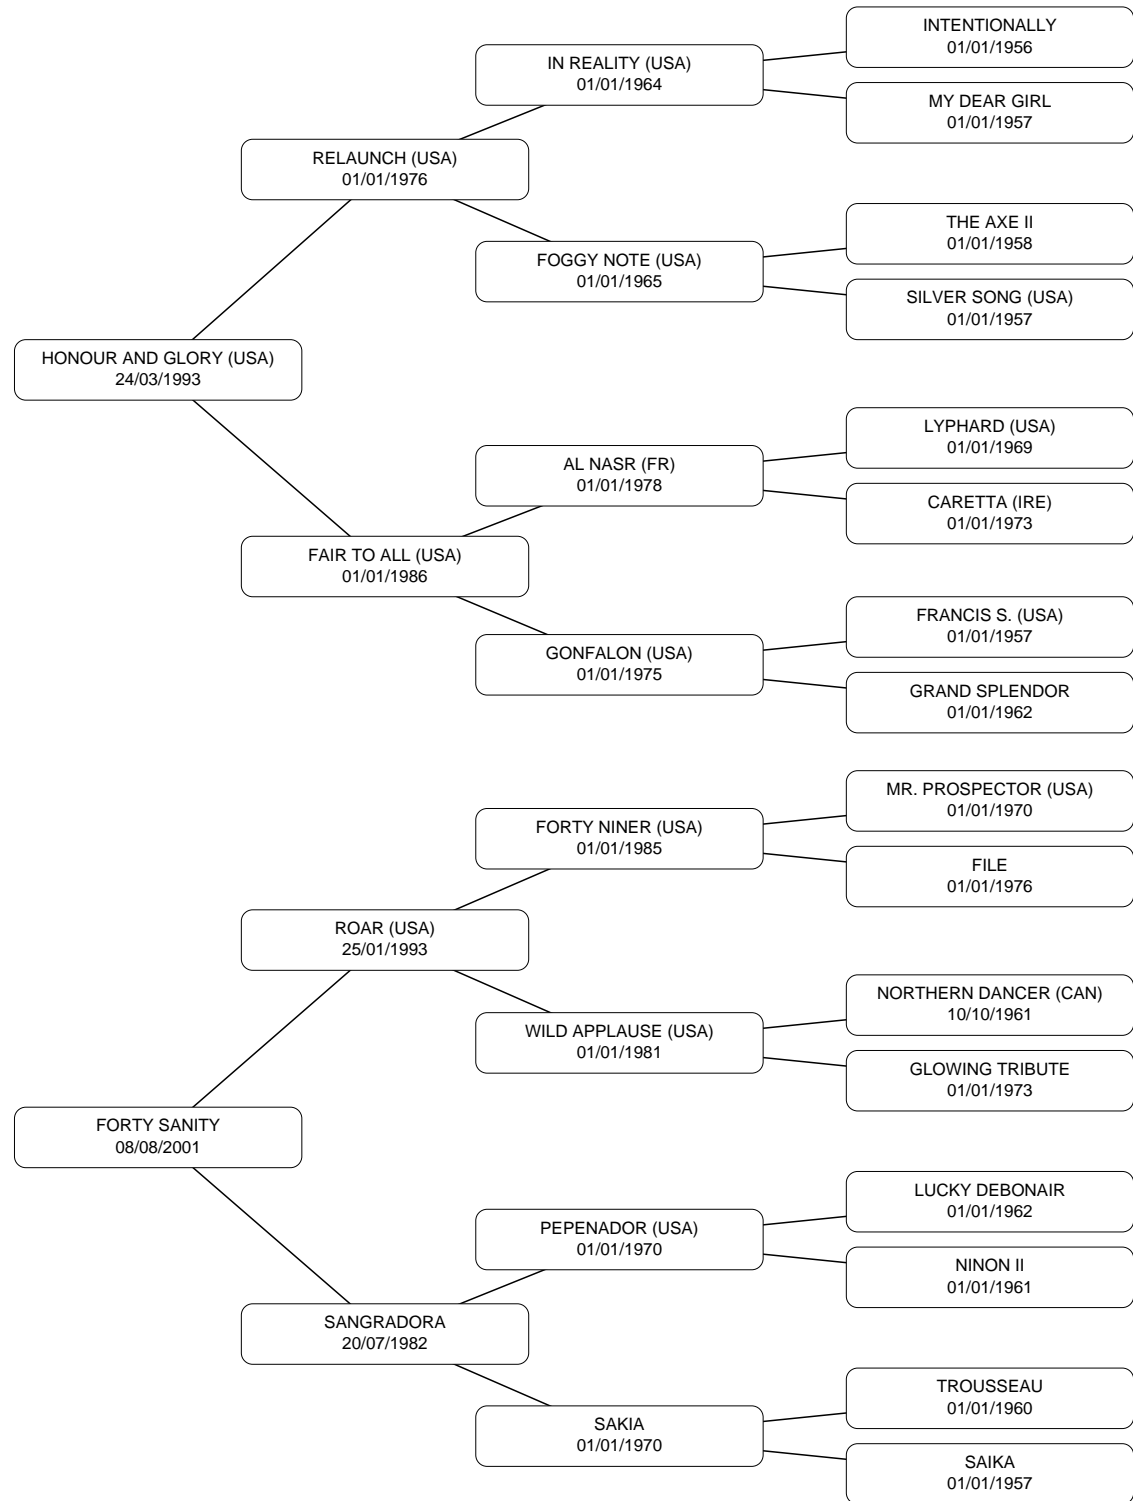 INTENTIONALLY
01/01/1956
IN REALITY (USA)
01/01/1964
MY DEAR GIRL
01/01/1957
RELAUNCH (USA)
01/01/1976
THE AXE II
01/01/1958
FOGGY NOTE (USA)
01/01/1965
SILVER SONG (USA)
01/01/1957
HONOUR AND GLORY (USA)
24/03/1993
LYPHARD (USA)
01/01/1969
AL NASR (FR)
01/01/1978
CARETTA (IRE)
01/01/1973
FAIR TO ALL (USA)
01/01/1986
FRANCIS S. (USA)
01/01/1957
GONFALON (USA)
01/01/1975
GRAND SPLENDOR
01/01/1962
MR. PROSPECTOR (USA)
01/01/1970
FORTY NINER (USA)
01/01/1985
FILE
01/01/1976
ROAR (USA)
25/01/1993
NORTHERN DANCER (CAN)
10/10/1961
WILD APPLAUSE (USA)
01/01/1981
GLOWING TRIBUTE
01/01/1973
FORTY SANITY
08/08/2001
LUCKY DEBONAIR
01/01/1962
PEPENADOR (USA)
01/01/1970
NINON II
01/01/1961
SANGRADORA
20/07/1982
TROUSSEAU
01/01/1960
SAKIA
01/01/1970
SAIKA
01/01/1957